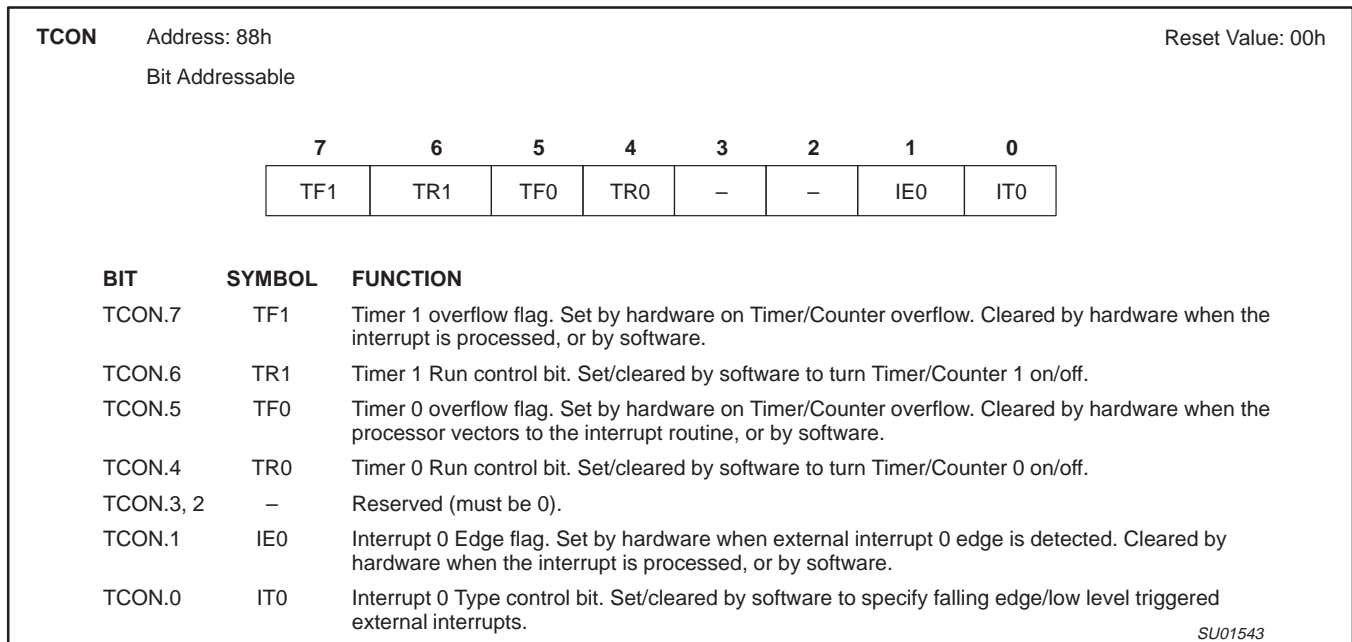 TCON Address: 88h Reset Value: 00h
Bit Addressable
7 6 5 4 3 2 1 0
TF1 TR1 TF0 TR0 – – IE0 IT0
BIT SYMBOL FUNCTION
TCON.7 TF1 Timer 1 overflow flag. Set by hardware on Timer/Counter overflow. Cleared by hardware when the
interrupt is processed, or by software.
TCON.6 TR1 Timer 1 Run control bit. Set/cleared by software to turn Timer/Counter 1 on/off.
TCON.5 TF0 Timer 0 overflow flag. Set by hardware on Timer/Counter overflow. Cleared by hardware when the
processor vectors to the interrupt routine, or by software.
TCON.4 TR0 Timer 0 Run control bit. Set/cleared by software to turn Timer/Counter 0 on/off.
TCON.3, 2 – Reserved (must be 0).
TCON.1 IE0 Interrupt 0 Edge flag. Set by hardware when external interrupt 0 edge is detected. Cleared by
hardware when the interrupt is processed, or by software.
TCON.0 IT0 Interrupt 0 Type control bit. Set/cleared by software to specify falling edge/low level triggered
external interrupts.
SU01543